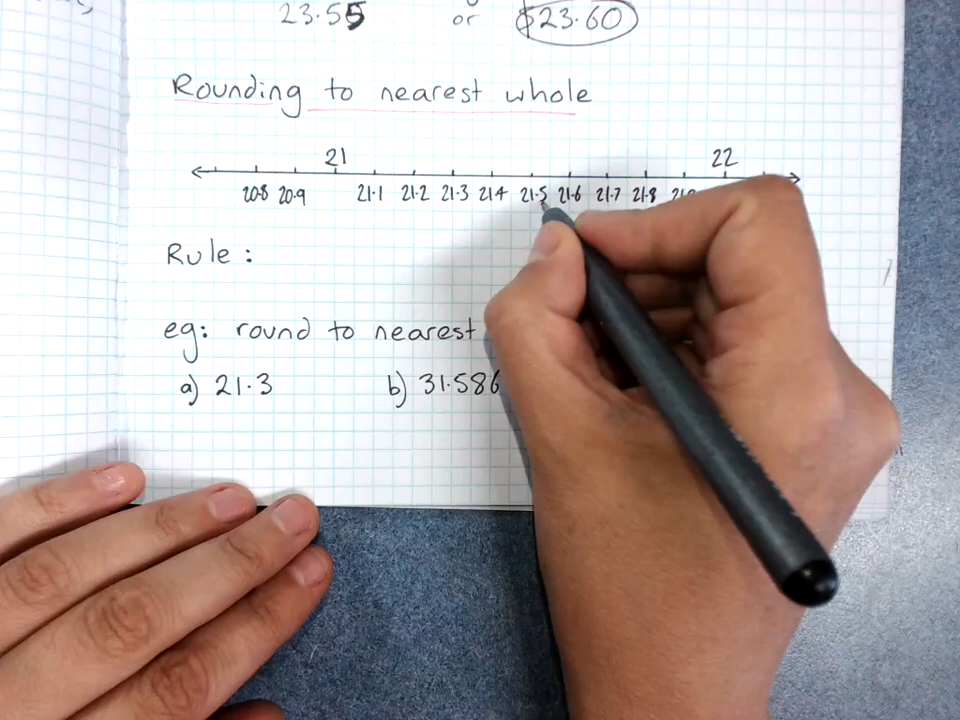 23.55 or $23.60
Rounding to nearest whole
21 22
20.8 20.9 21.1 21.2 21.3 21.4 21.5 21.6 21.7 21.8
Rule :
eg: round to nearest
a) 21.3 b) 31.586